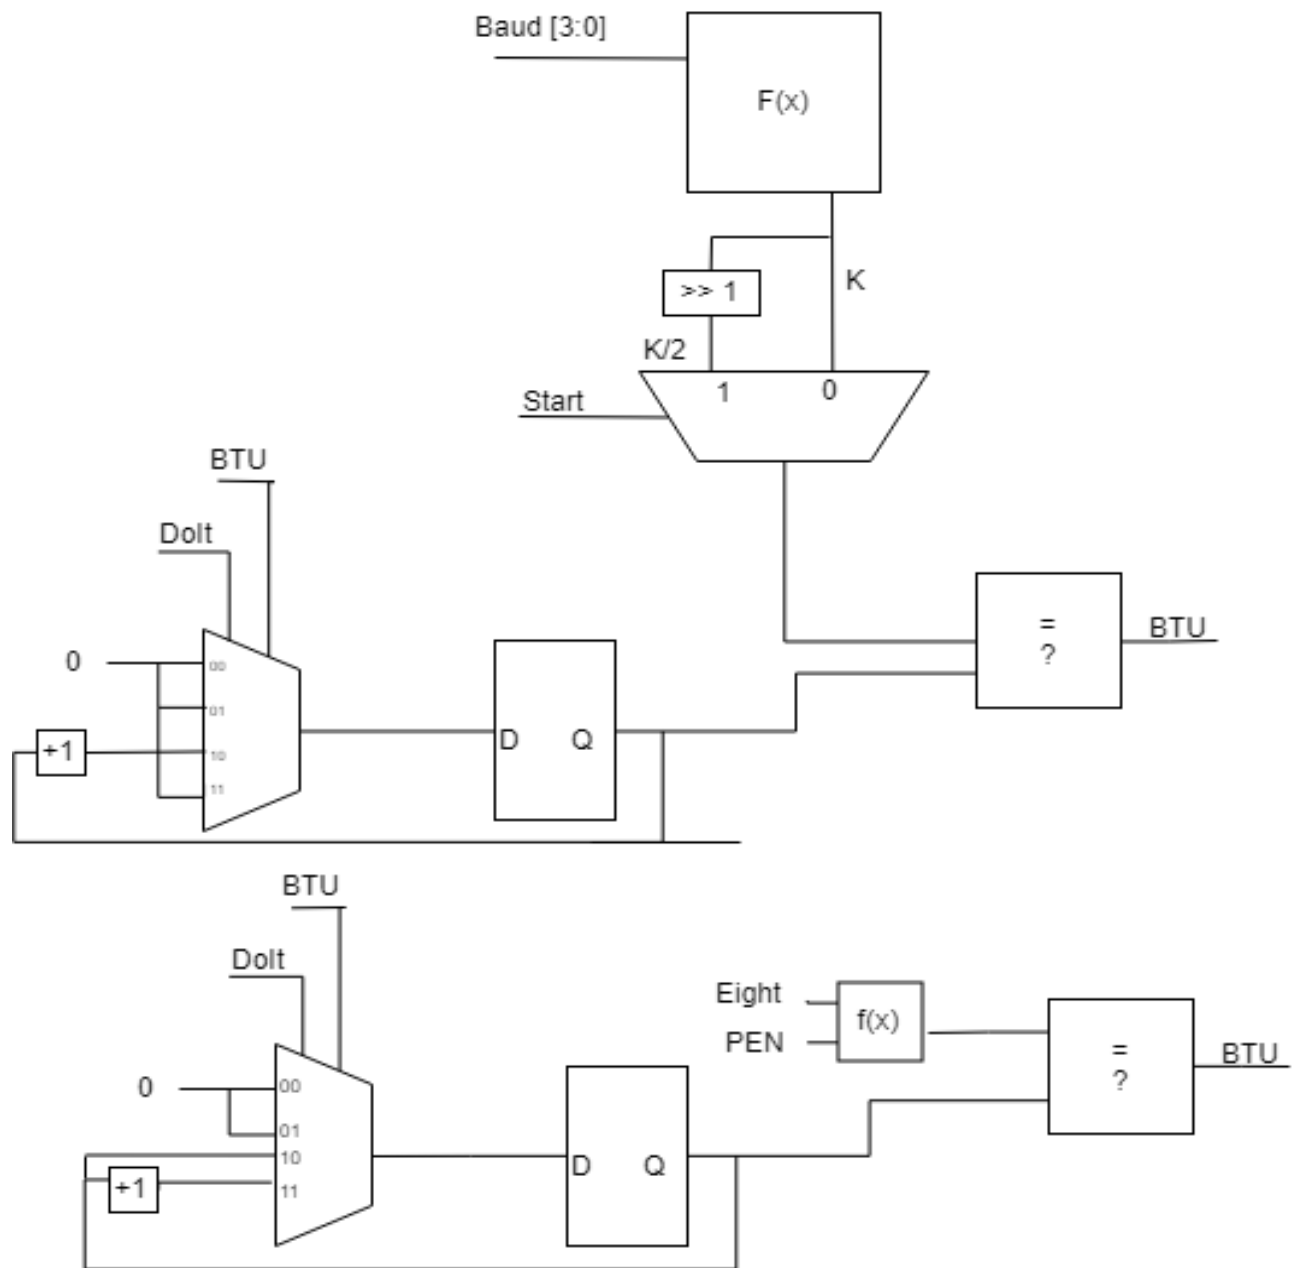 Baud [3:0]
F(x)
>> 1
K
K/2
1
0
Start
BTU
DoIt
0
00
01
10
11
+1
D
Q
=
?
BTU
BTU
DoIt
0
00
01
10
11
+1
D
Q
Eight
PEN
f(x)
=
?
BTU